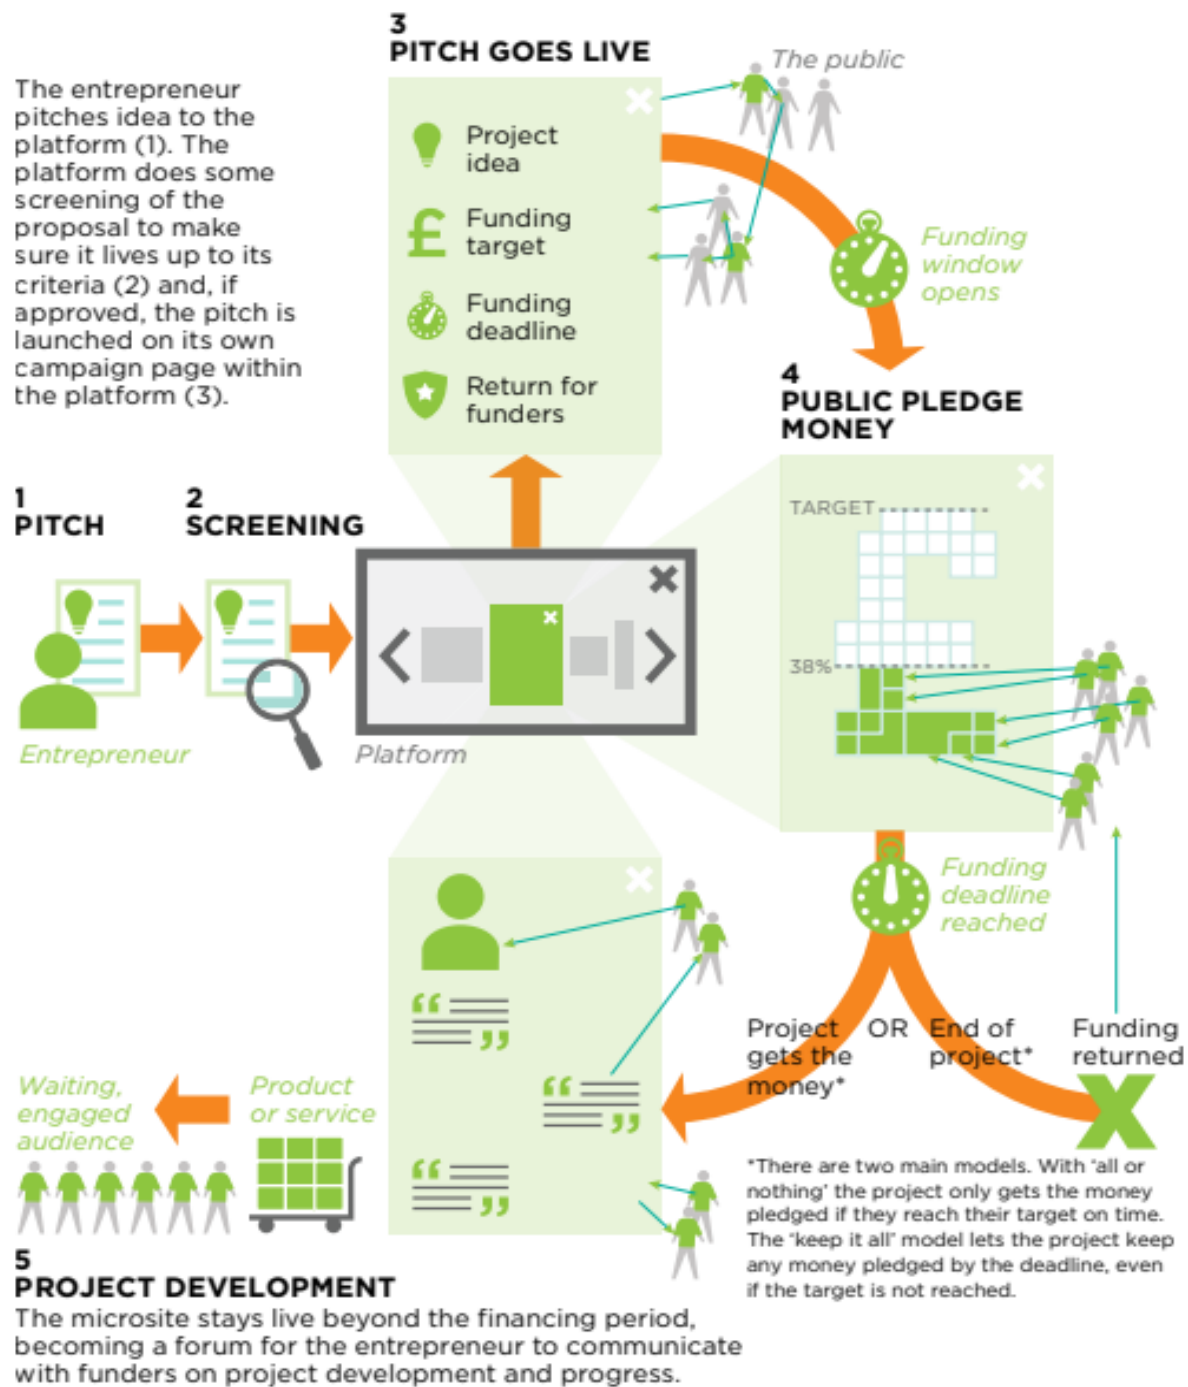 3
PITCH GOES LIVE
The public
The entrepreneur
pitches idea to the
platform (1). The
platform does some
screening of the
proposal to make
sure it lives up to its
criteria (2) and, if
approved, the pitch is
launched on its own
campaign page within
the platform (3).
Project
idea
£
Funding
target
Funding
deadline
Return for
funders
Funding
window
opens
1
PITCH
2
SCREENING
Entrepreneur
Platform
4
PUBLIC PLEDGE
MONEY
TARGET
38%
Funding
deadline
reached
Project
gets the
money*
OR
End of
project*
Funding
returned
*There are two main models. With ‘all or
nothing’ the project only gets the money
pledged if they reach their target on time.
The ‘keep it all’ model lets the project keep
any money pledged by the deadline, even
if the target is not reached.
Waiting,
engaged
audience
Product
or service
5
PROJECT DEVELOPMENT
The microsite stays live beyond the financing period,
becoming a forum for the entrepreneur to communicate
with funders on project development and progress.